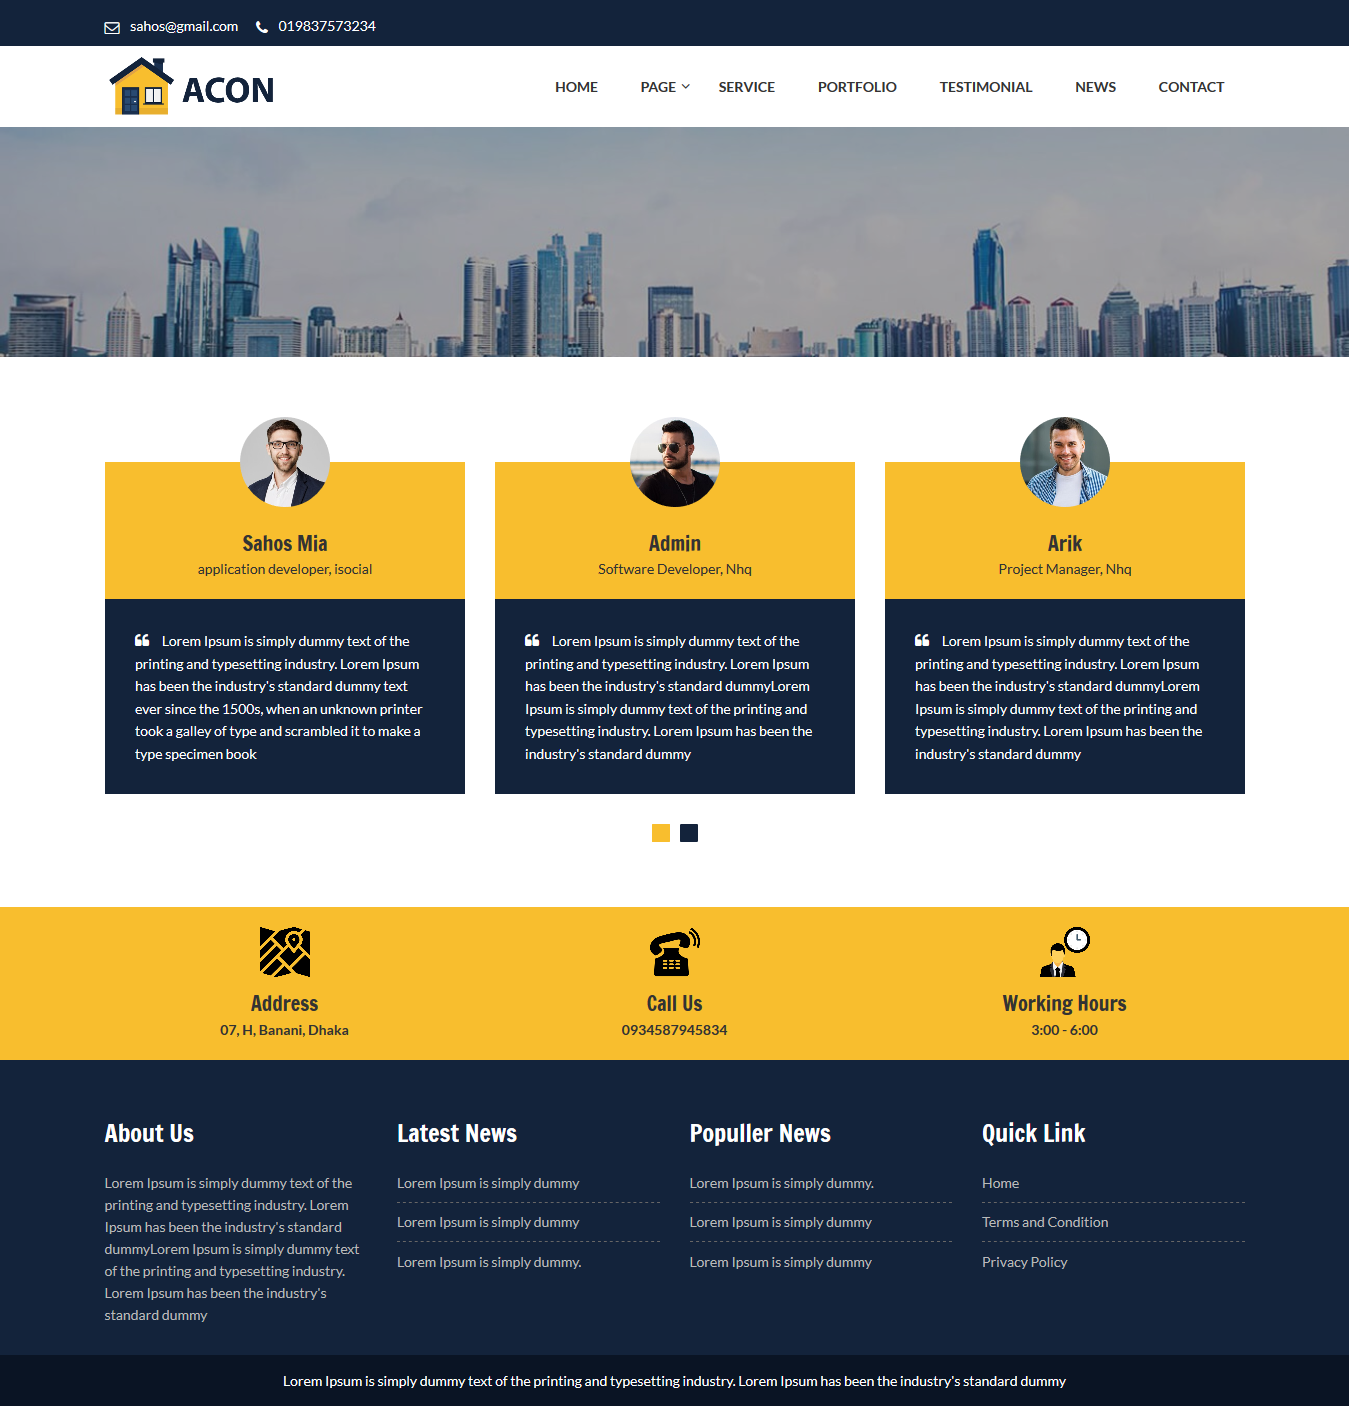 sahos@gmail.com 019837573234
ACON
HOME PAGE SERVICE PORTFOLIO TESTIMONIAL NEWS CONTACT
Sahos Mia
application developer, isocial
Lorem Ipsum is simply dummy text of the
printing and typesetting industry. Lorem Ipsum
has been the industry's standard dummy text
ever since the 1500s, when an unknown printer
took a galley of type and scrambled it to make a
type specimen book
Admin
Software Developer, Nhq
Lorem Ipsum is simply dummy text of the
printing and typesetting industry. Lorem Ipsum
has been the industry's standard dummyLorem
Ipsum is simply dummy text of the printing and
typesetting industry. Lorem Ipsum has been the
industry's standard dummy
Arik
Project Manager, Nhq
Lorem Ipsum is simply dummy text of the
printing and typesetting industry. Lorem Ipsum
has been the industry's standard dummyLorem
Ipsum is simply dummy text of the printing and
typesetting industry. Lorem Ipsum has been the
industry's standard dummy
Address
07, H, Banani, Dhaka
Call Us
0934587945834
Working Hours
3:00 - 6:00
About Us
Lorem Ipsum is simply dummy text of the
printing and typesetting industry. Lorem
Ipsum has been the industry's standard
dummyLorem Ipsum is simply dummy text
of the printing and typesetting industry.
Lorem Ipsum has been the industry's
standard dummy
Latest News
Lorem Ipsum is simply dummy
Lorem Ipsum is simply dummy
Lorem Ipsum is simply dummy.
Populler News
Lorem Ipsum is simply dummy.
Lorem Ipsum is simply dummy
Lorem Ipsum is simply dummy
Quick Link
Home
Terms and Condition
Privacy Policy
Lorem Ipsum is simply dummy text of the printing and typesetting industry. Lorem Ipsum has been the industry's standard dummy